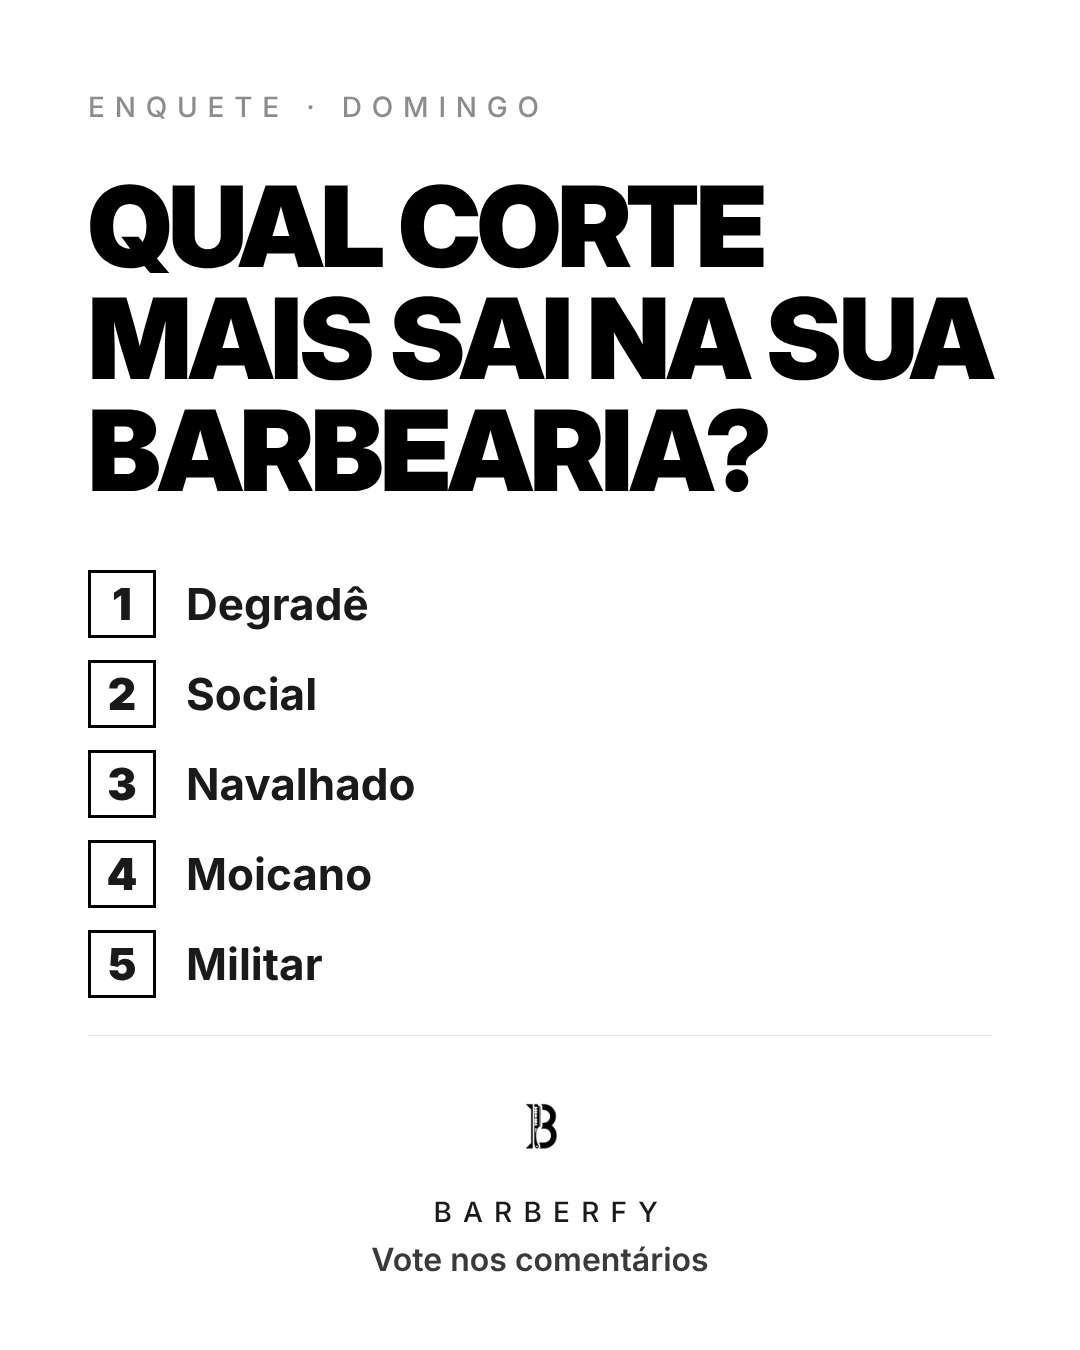 ENQUETE · DOMINGO
QUAL CORTE
MAIS SAI NA SUA
BARBEARIA?
1 Degradê
2 Social
3 Navalhado
4 Moicano
5 Militar
B
BARBERFY
Vote nos comentários